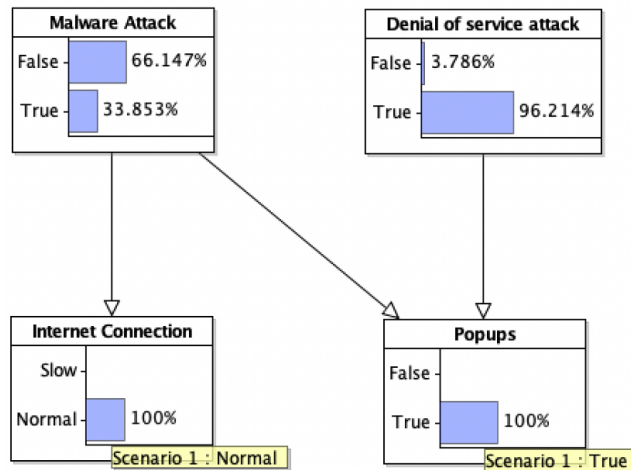 Malware Attack
False
66.147%
True
33.853%
Denial of service attack
False
3.786%
True
96.214%
Internet Connection
Slow
Normal
100%
Scenario 1 : Normal
Popups
False
True
100%
Scenario 1 : True